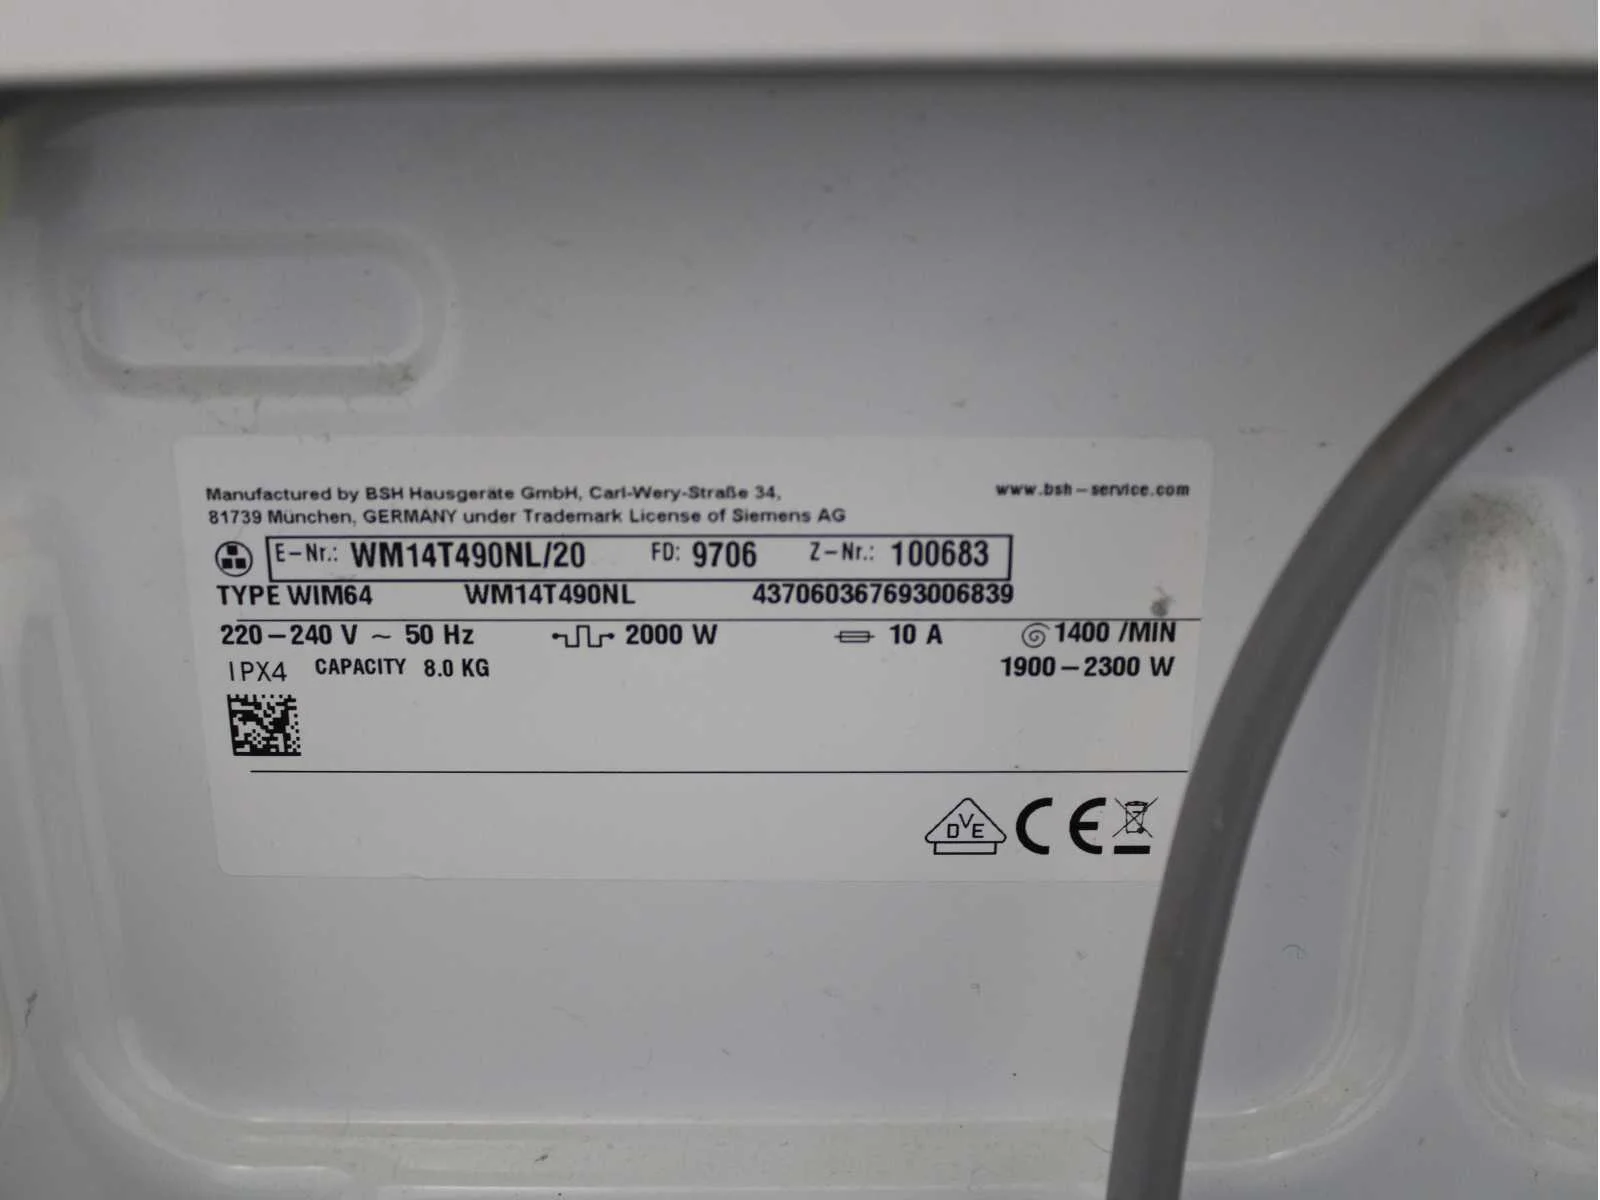 Manufactured by BSH Hausgeräte GmbH, Carl-Wery-Straße 34,
81739 München, GERMANY under Trademark License of Siemens AG
www.bsh-service.com
E-Nr.: WM14T490NL/20 FD: 9706 Z-Nr.: 100683
TYPE WIM64 WM14T490NL 437060367693006839
220-240 V ~ 50 Hz 2000 W 10 A 1400 /MIN
IPX4 CAPACITY 8.0 KG 1900-2300 W
DVE CE